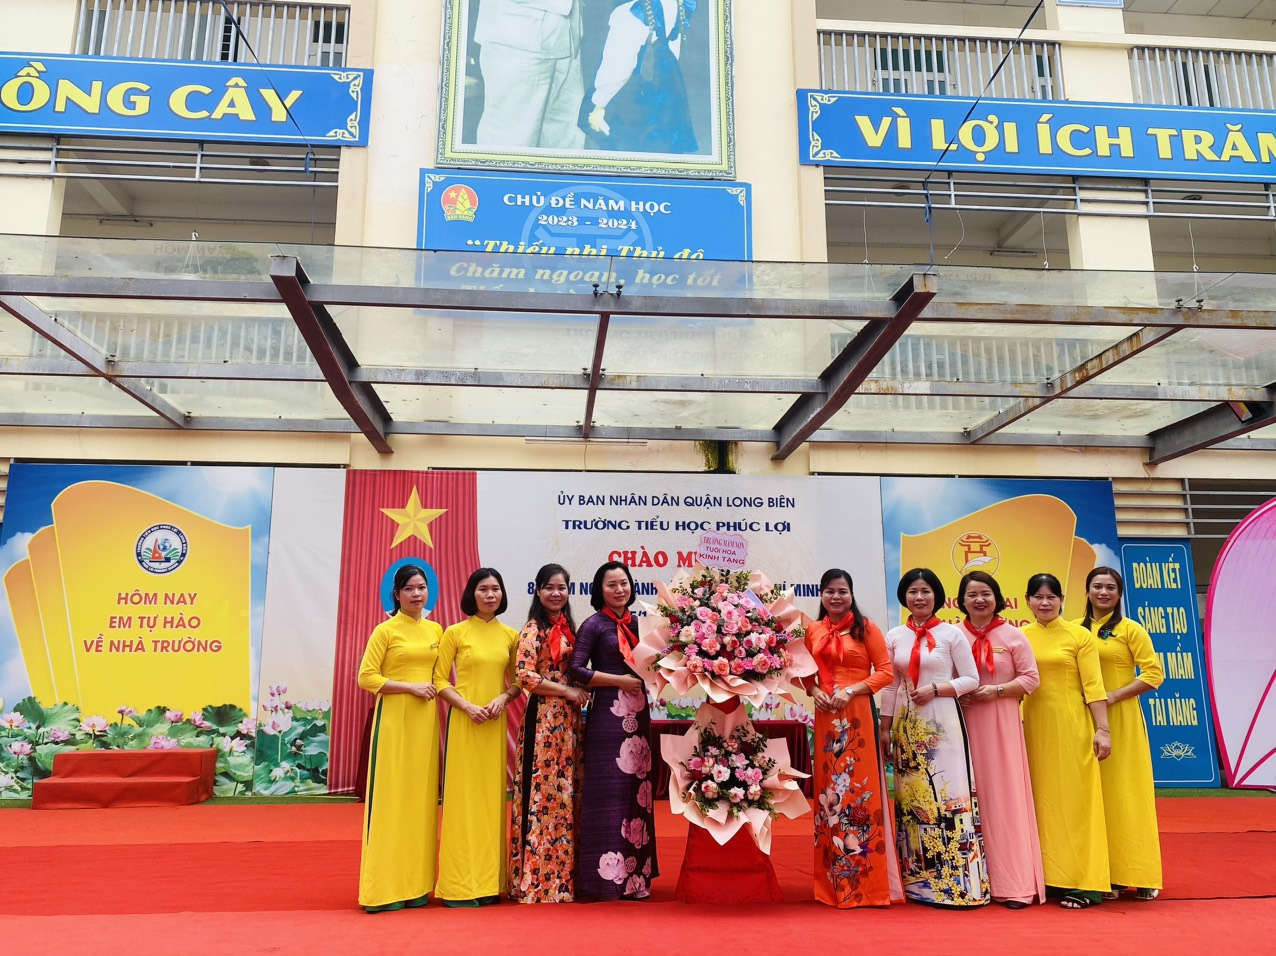 ỒNG CÂY
VÌ LỢI ÍCH TRĂ
CHỦ ĐỀ NĂM HỌC
2023 - 2024
“Thiếu nhi Thủ đô
Chăm ngoan, học tốt
ỦY BAN NHÂN DÂN QUẬN LONG BIÊN
TRƯỜNG TIỂU HỌC PHÚC LỢI
CHÀO M
TRƯỜNG MẦM NON
TUỔI HOA
KÍNH TẶNG
HÔM NAY
EM TỰ HÀO
VỀ NHÀ TRƯỜNG
ĐOÀN KẾT
SÁNG TẠO
MẦM
TÀI NĂNG